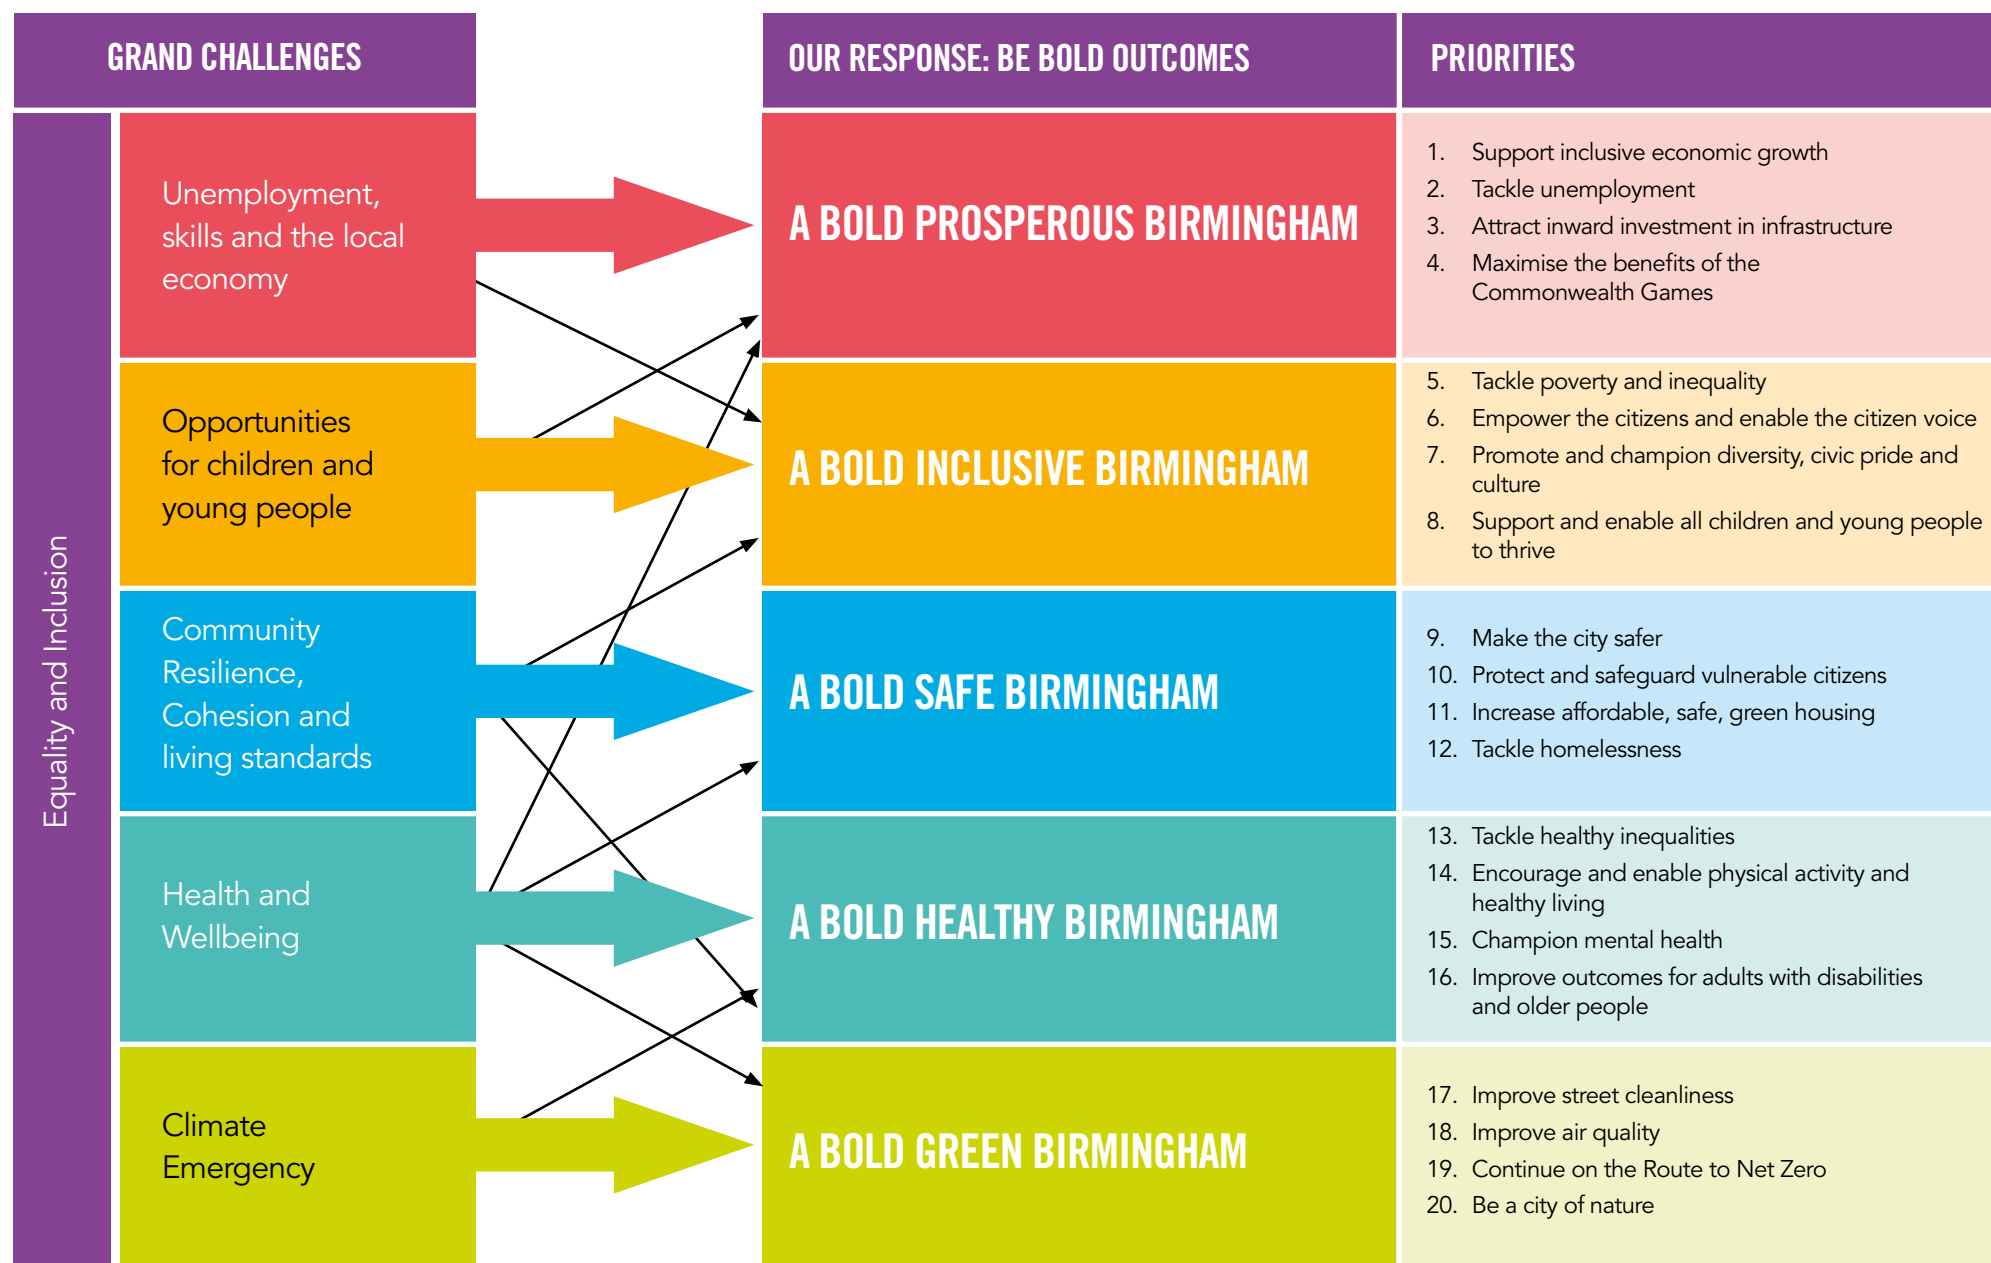 GRAND CHALLENGES
OUR RESPONSE: BE BOLD OUTCOMES
PRIORITIES
Equality and Inclusion
Unemployment,
skills and the local
economy
A BOLD PROSPEROUS BIRMINGHAM
1. Support inclusive economic growth
2. Tackle unemployment
3. Attract inward investment in infrastructure
4. Maximise the benefits of the
Commonwealth Games
Opportunities
for children and
young people
A BOLD INCLUSIVE BIRMINGHAM
5. Tackle poverty and inequality
6. Empower the citizens and enable the citizen voice
7. Promote and champion diversity, civic pride and
culture
8. Support and enable all children and young people
to thrive
Community
Resilience,
Cohesion and
living standards
A BOLD SAFE BIRMINGHAM
9. Make the city safer
10. Protect and safeguard vulnerable citizens
11. Increase affordable, safe, green housing
12. Tackle homelessness
Health and
Wellbeing
A BOLD HEALTHY BIRMINGHAM
13. Tackle healthy inequalities
14. Encourage and enable physical activity and
healthy living
15. Champion mental health
16. Improve outcomes for adults with disabilities
and older people
Climate
Emergency
A BOLD GREEN BIRMINGHAM
17. Improve street cleanliness
18. Improve air quality
19. Continue on the Route to Net Zero
20. Be a city of nature